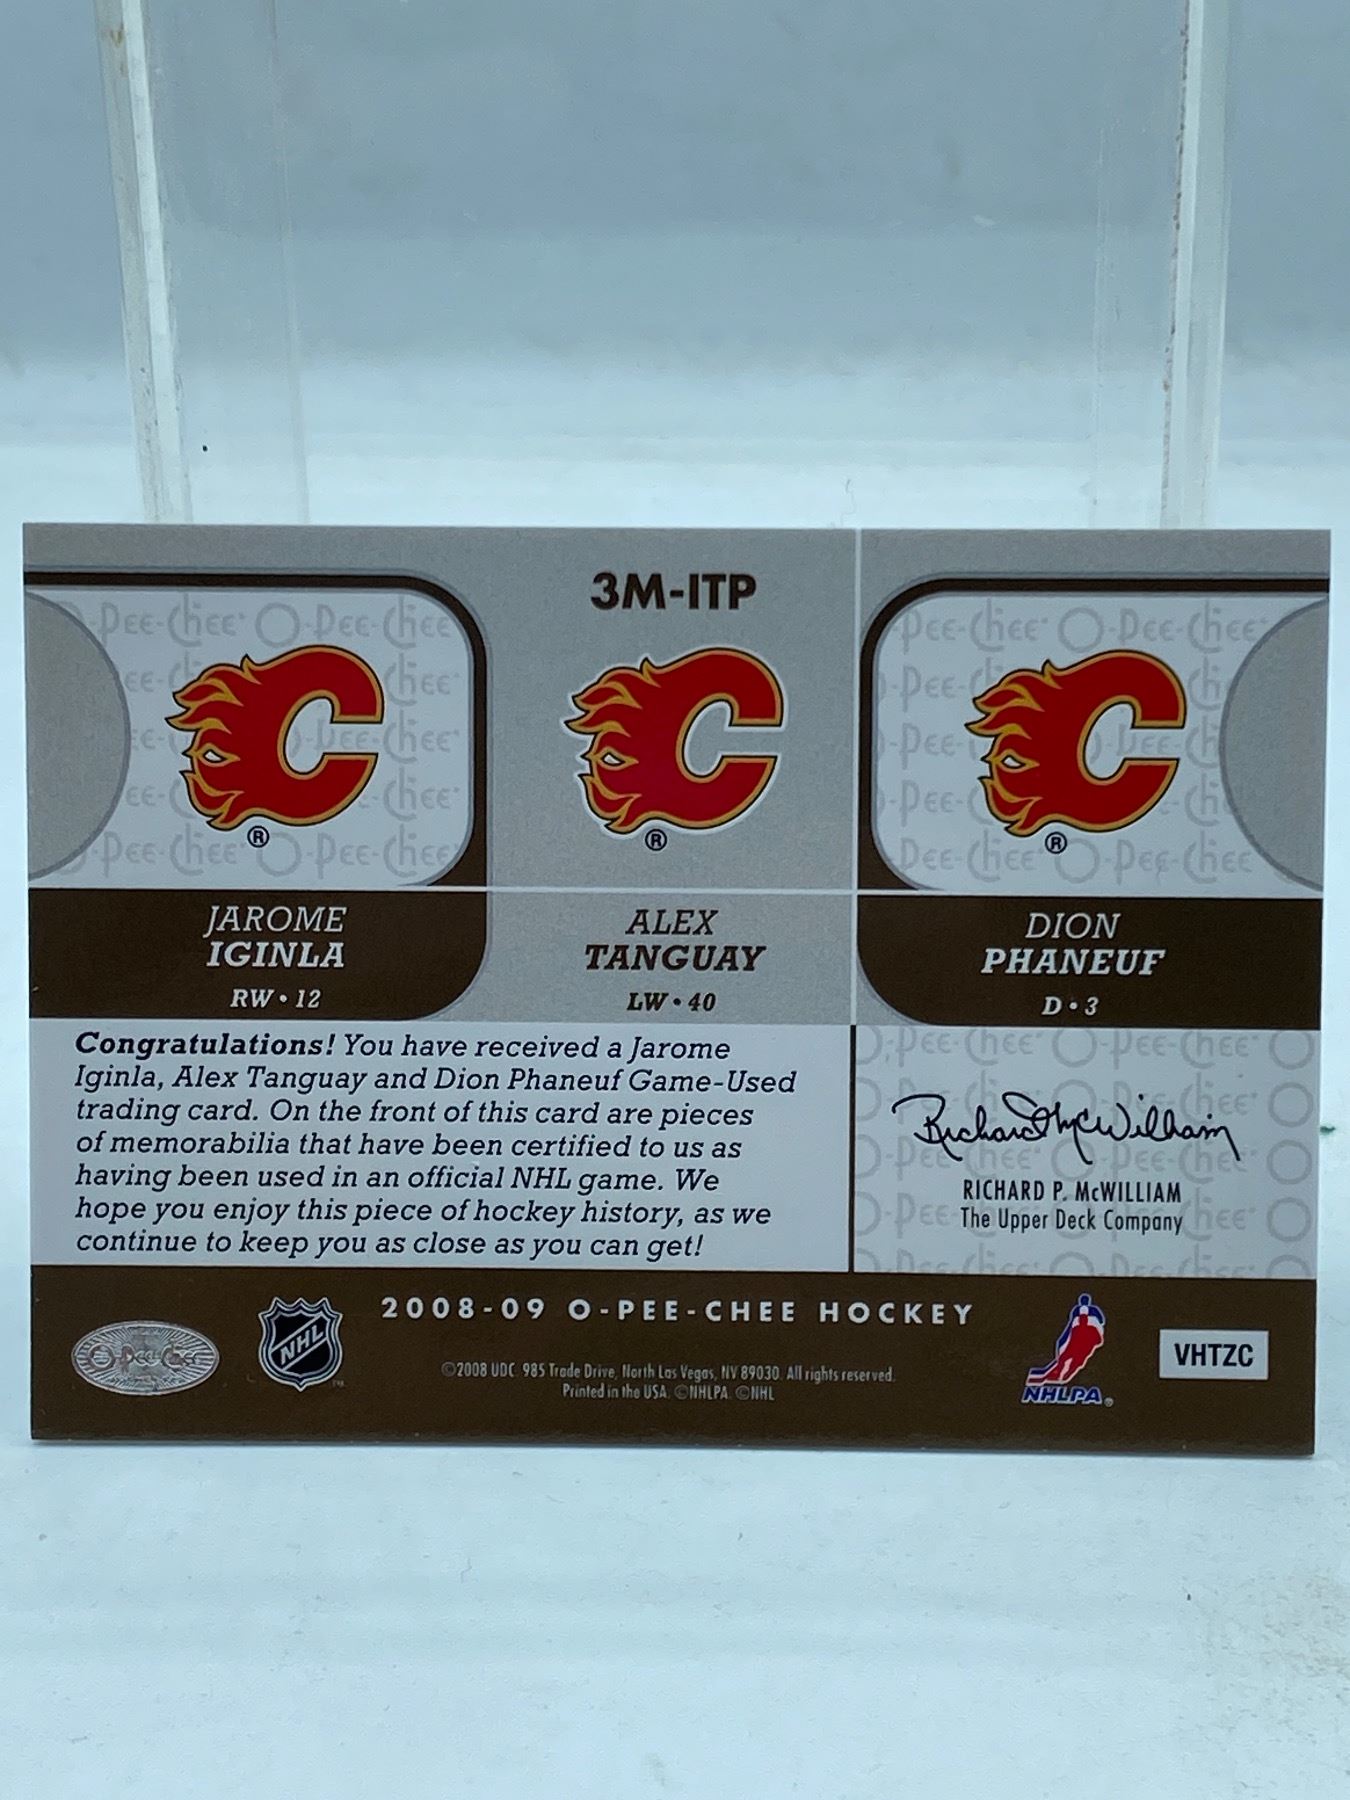 3M-ITP
JAROME
IGINLA
RW • 12
ALEX
TANGUAY
LW • 40
DION
PHANEUF
D • 3
Congratulations! You have received a Jarome
Iginla, Alex Tanguay and Dion Phaneuf Game-Used
trading card. On the front of this card are pieces
of memorabilia that have been certified to us as
having been used in an official NHL game. We
hope you enjoy this piece of hockey history, as we
continue to keep you as close as you can get!
Richard P. McWilliam
RICHARD P. McWILLIAM
The Upper Deck Company
O-Pee-Chee
NHL
2008-09 O-PEE-CHEE HOCKEY
©2008 UDC. 985 Trade Drive, North Las Vegas, NV 89030. All rights reserved.
Printed in the USA. ©NHLPA. ©NHL
NHLPA®
VHTZC